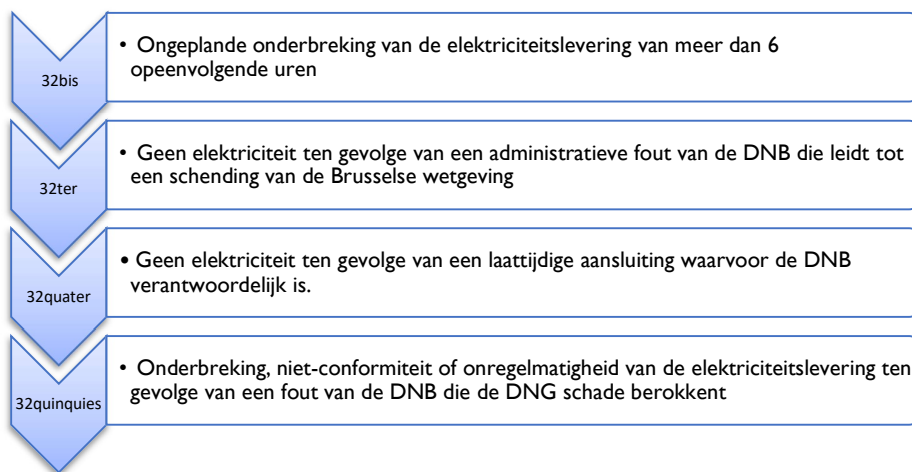 32bis
• Ongeplande onderbreking van de elektriciteitslevering van meer dan 6
opeenvolgende uren
32ter
• Geen elektriciteit ten gevolge van een administratieve fout van de DNB die leidt tot
een schending van de Brusselse wetgeving
32quater
• Geen elektriciteit ten gevolge van een laattijdige aansluiting waarvoor de DNB
verantwoordelijk is.
32quinquies
• Onderbreking, niet-conformiteit of onregelmatigheid van de elektriciteitslevering ten
gevolge van een fout van de DNB die de DNG schade berokkent